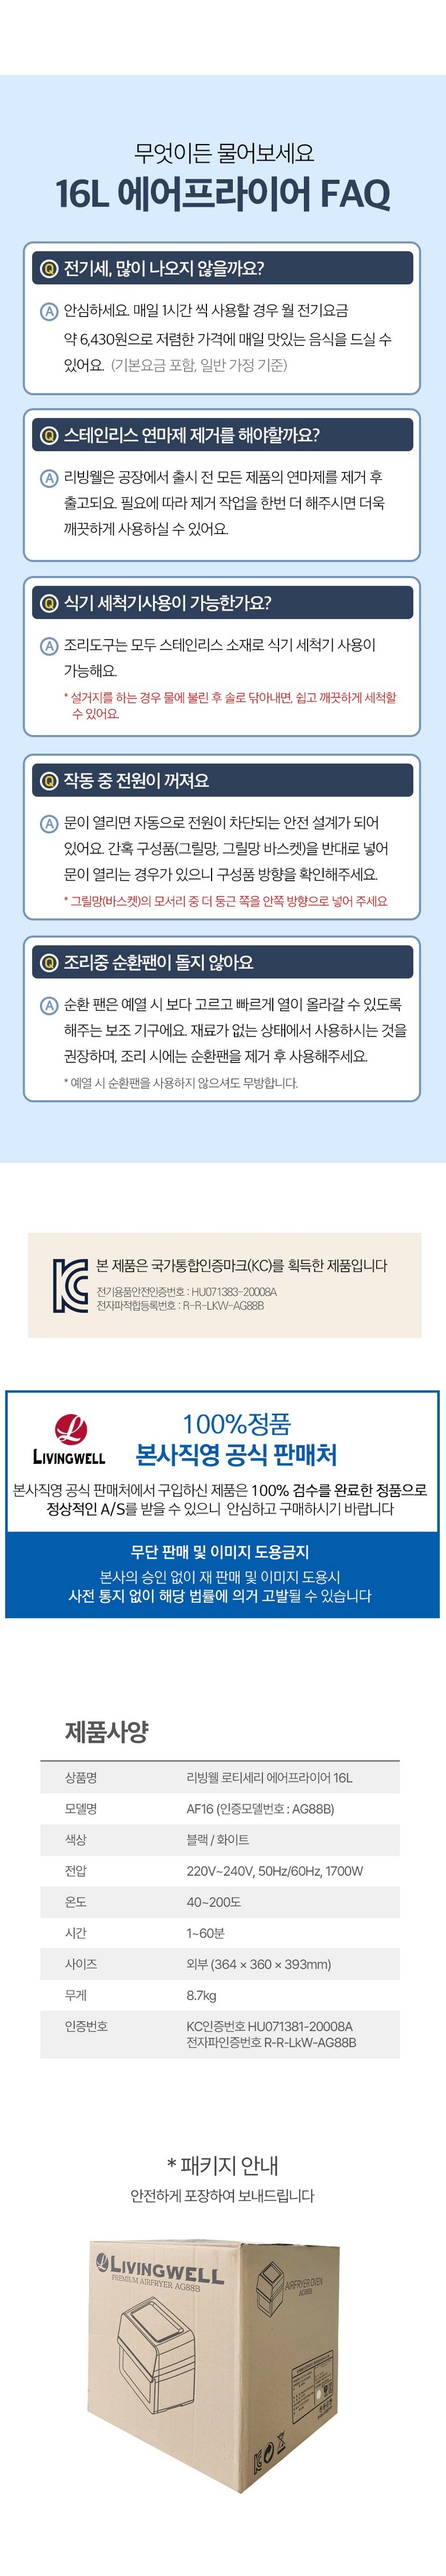 무엇이든 물어보세요
16L 에어프라이어 FAQ
Q 전기세, 많이 나오지 않을까요?
A 안심하세요. 매일 1시간 씩 사용할 경우 월 전기요금
약 6,430원으로 저렴한 가격에 매일 맛있는 음식을 드실 수
있어요. (기본요금 포함, 일반 가정 기준)
Q 스테인리스 연마제 제거를 해야할까요?
A 리빙웰은 공장에서 출시 전 모든 제품의 연마제를 제거 후
출고되요. 필요에 따라 제거 작업을 한번 더 해주시면 더욱
깨끗하게 사용하실 수 있어요.
Q 식기 세척기사용이 가능한가요?
A 조리도구는 모두 스테인리스 소재로 식기 세척기 사용이
가능해요.
* 설거지를 하는 경우 물에 불린 후 솔로 닦아내면, 쉽고 깨끗하게 세척할
수 있어요.
Q 작동 중 전원이 꺼져요
A 문이 열리면 자동으로 전원이 차단되는 안전 설계가 되어
있어요. 간혹 구성품(그릴망, 그릴망 바스켓)을 반대로 넣어
문이 열리는 경우가 있으니 구성품 방향을 확인해주세요.
* 그릴망(바스켓)의 모서리 중 더 둥근 쪽을 안쪽 방향으로 넣어 주세요
Q 조리중 순환팬이 돌지 않아요
A 순환 팬은 예열 시 보다 고르고 빠르게 열이 올라갈 수 있도록
해주는 보조 기구에요. 재료가 없는 상태에서 사용하시는 것을
권장하며, 조리 시에는 순환팬을 제거 후 사용해주세요.
* 예열 시 순환팬을 사용하지 않으셔도 무방합니다.
본 제품은 국가통합인증마크(KC)를 획득한 제품입니다
전기용품안전인증번호 : HU071383-20008A
전자파적합등록번호 : R-R-LKW-AG88B
100%정품
LIVINGWELL 본사직영 공식 판매처
본사직영 공식 판매처에서 구입하신 제품은 100% 검수를 완료한 정품으로
정상적인 A/S를 받을 수 있으니 안심하고 구매하시기 바랍니다
무단 판매 및 이미지 도용금지
본사의 승인 없이 재 판매 및 이미지 도용시
사전 통지 없이 해당 법률에 의거 고발될 수 있습니다
제품사양
상품명 리빙웰 로티세리 에어프라이어 16L
모델명 AF16 (인증모델번호 : AG88B)
색상 블랙 / 화이트
전압 220V~240V, 50Hz/60Hz, 1700W
온도 40~200도
시간 1~60분
사이즈 외부 (364 × 360 × 393mm)
무게 8.7kg
인증번호 KC인증번호 HU071381-20008A
전자파인증번호 R-R-LkW-AG88B
* 패키지 안내
안전하게 포장하여 보내드립니다
LIVINGWELL
PREMIUM AIRFRYER AG88B
AIRFRYER OVEN
AG88B